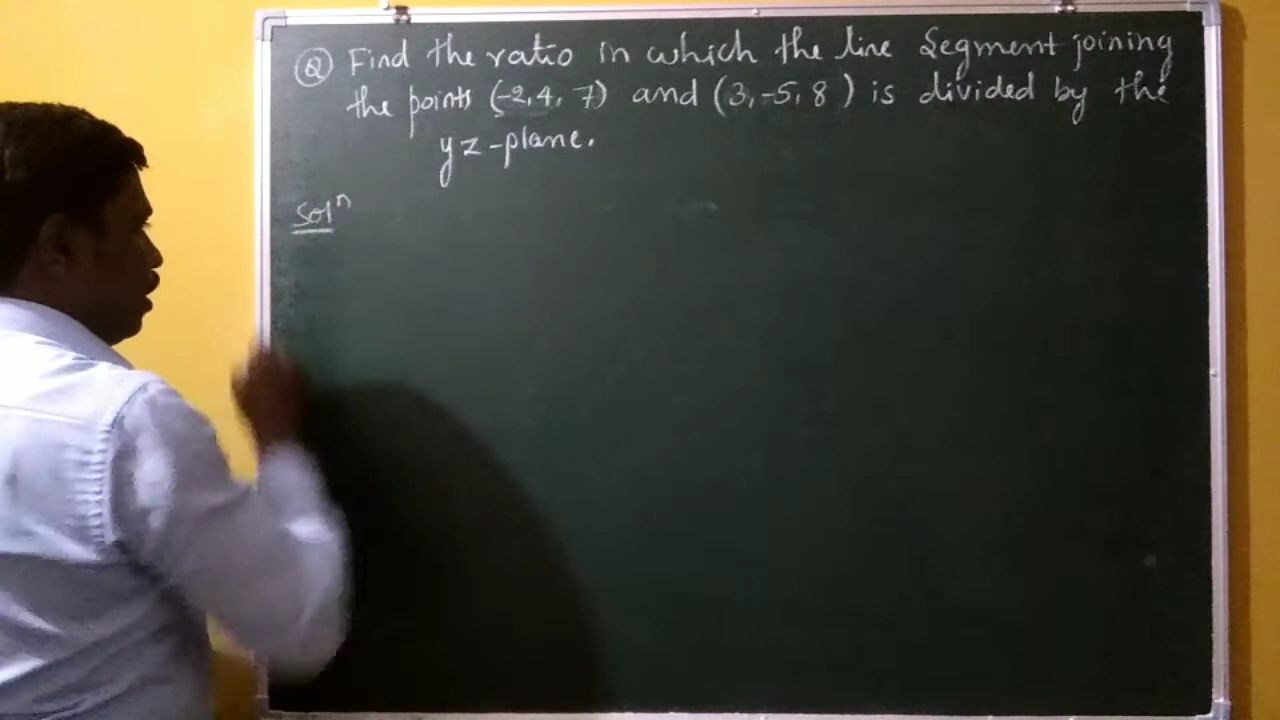 Q Find the ratio in which the line Segment joining
the points (-2, 4, 7) and (3, -5, 8) is divided by the
yz-plane.
Solⁿ